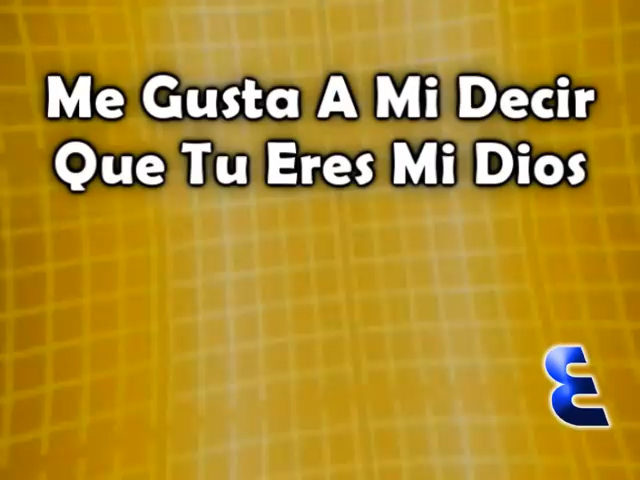 Me Gusta A Mi Decir
Que Tu Eres Mi Dios
E